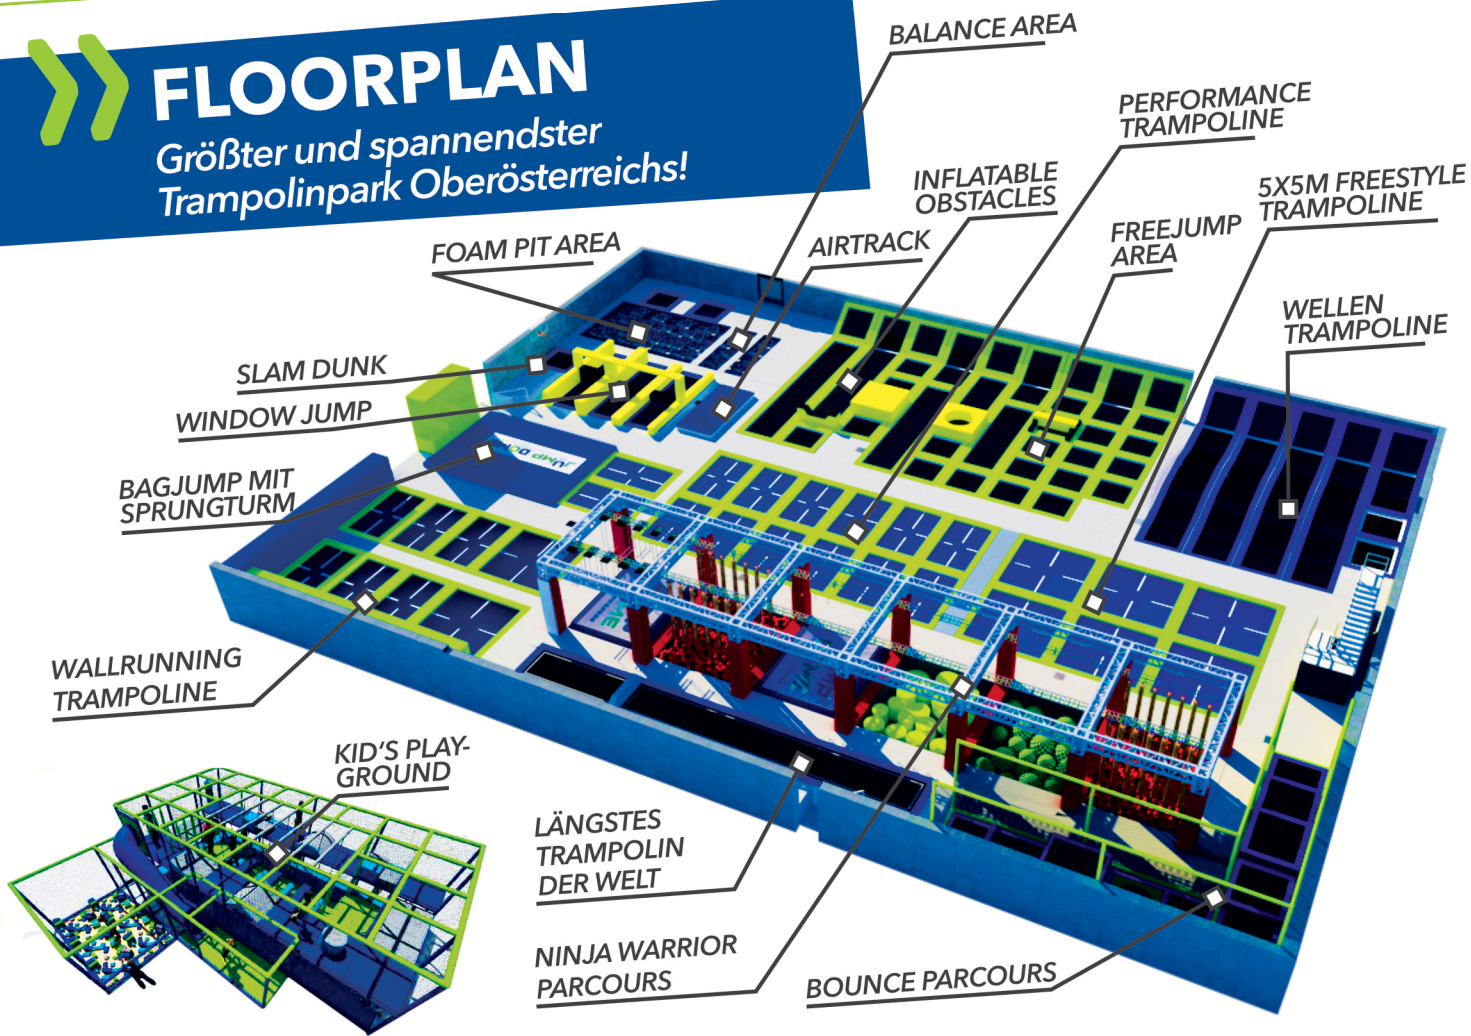 FLOORPLAN
Größter und spannendster
Trampolinpark Oberösterreichs!
BALANCE AREA
PERFORMANCE
TRAMPOLINE
INFLATABLE
OBSTACLES
5X5M FREESTYLE
TRAMPOLINE
FOAM PIT AREA
AIRTRACK
FREEJUMP
AREA
WELLEN
TRAMPOLINE
SLAM DUNK
WINDOW JUMP
BAGJUMP MIT
SPRUNGTURM
JUMP DOME
WALLRUNNING
TRAMPOLINE
KID'S PLAY-
GROUND
LÄNGSTES
TRAMPOLIN
DER WELT
NINJA WARRIOR
PARCOURS
BOUNCE PARCOURS